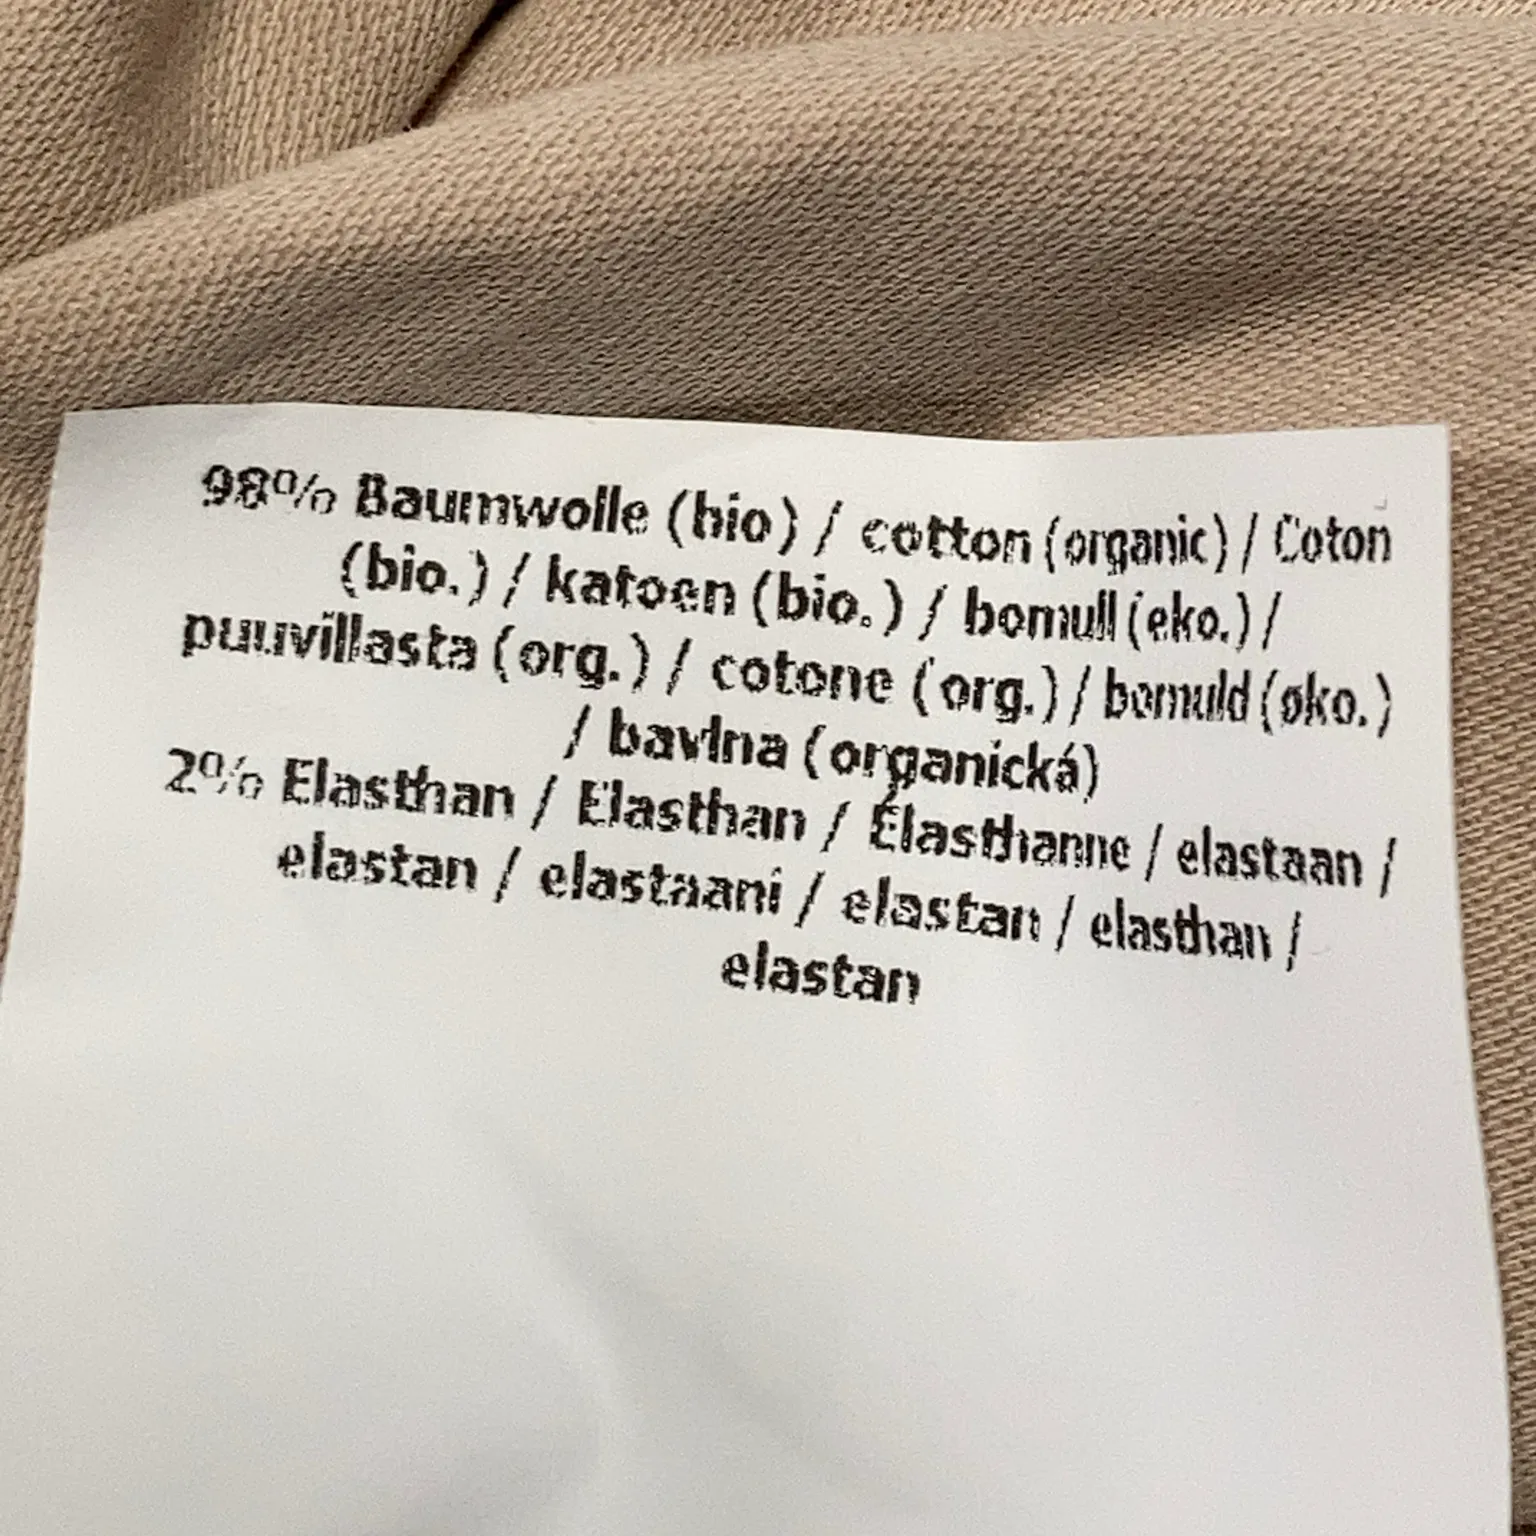 98% Baumwolle (bio) / cotton (organic) / Coton
(bio.) / katoen (bio.) / bomull (eko.) /
puuvillasta (org.) / cotone (org.) / bomuld (øko.)
/ bavlna (organická)
2% Elasthan / Elasthan / Élasthanne / elastaan /
elastan / elastaani / elastan / elasthan /
elastan